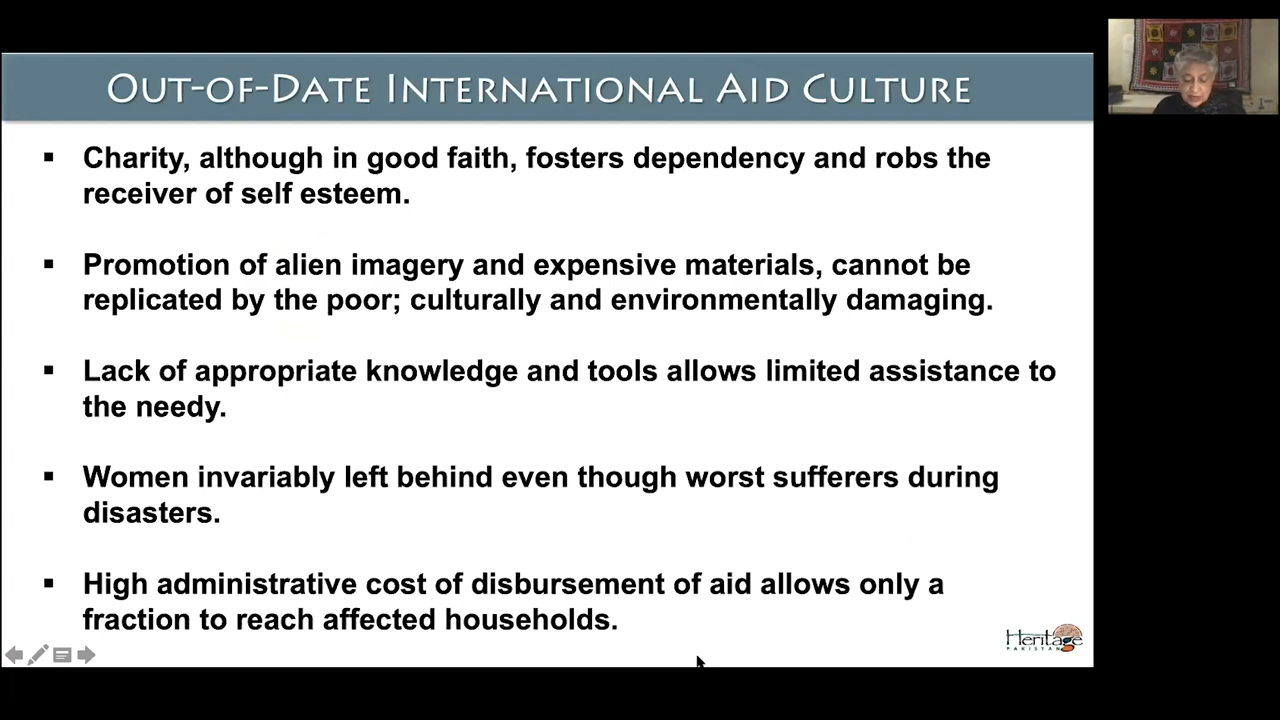 OUT-OF-DATE INTERNATIONAL AID CULTURE
▪ Charity, although in good faith, fosters dependency and robs the
receiver of self esteem.
▪ Promotion of alien imagery and expensive materials, cannot be
replicated by the poor; culturally and environmentally damaging.
▪ Lack of appropriate knowledge and tools allows limited assistance to
the needy.
▪ Women invariably left behind even though worst sufferers during
disasters.
▪ High administrative cost of disbursement of aid allows only a
fraction to reach affected households.
Heritage
PAKISTAN